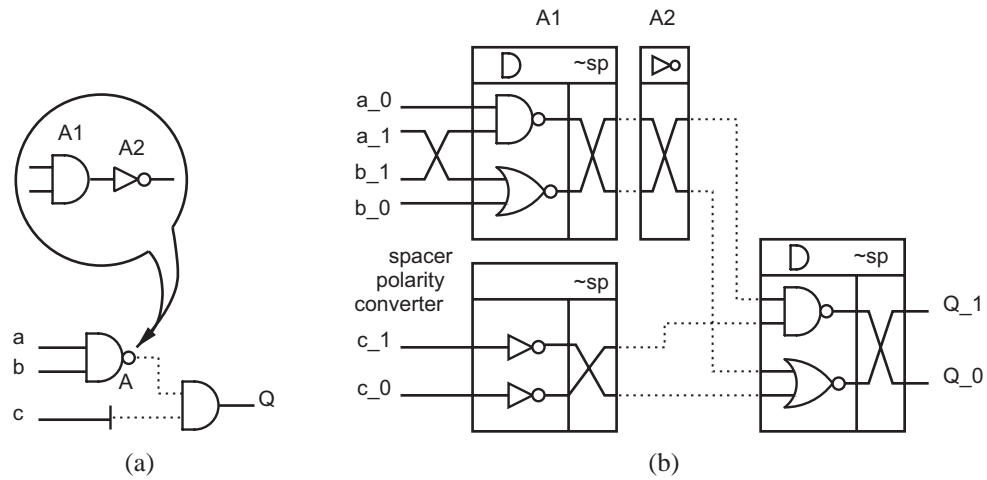 A1 A2
~sp
a_0
a_1
b_1
b_0
A1
A2
spacer
polarity
converter
~sp
~sp
c_1
c_0
Q_1
Q_0
a
b
A
c
Q
(a)
(b)